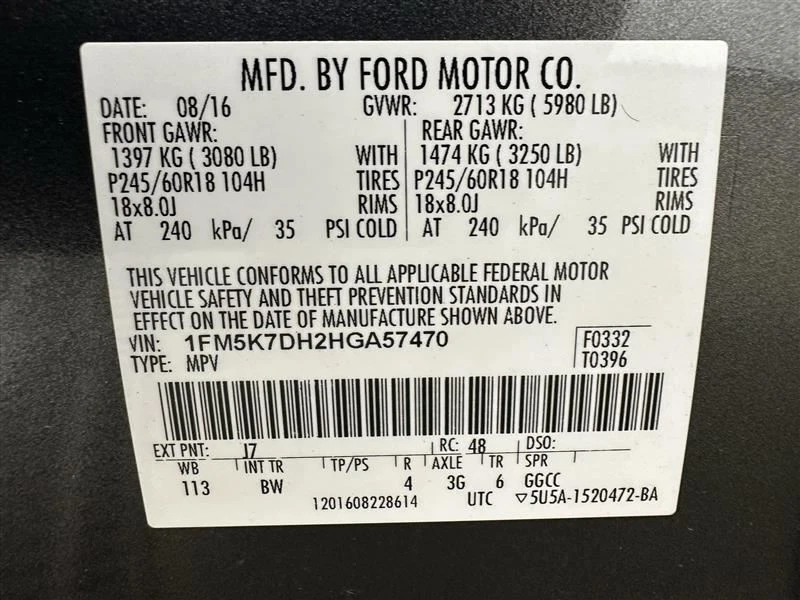 MFD. BY FORD MOTOR CO.
DATE: 08/16 GVWR: 2713 KG ( 5980 LB)
FRONT GAWR: REAR GAWR:
1397 KG ( 3080 LB) WITH 1474 KG ( 3250 LB) WITH
P245/60R18 104H TIRES P245/60R18 104H TIRES
18x8.0J RIMS 18x8.0J RIMS
AT 240 kPa/ 35 PSI COLD AT 240 kPa/ 35 PSI COLD
THIS VEHICLE CONFORMS TO ALL APPLICABLE FEDERAL MOTOR
VEHICLE SAFETY AND THEFT PREVENTION STANDARDS IN
EFFECT ON THE DATE OF MANUFACTURE SHOWN ABOVE.
VIN: 1FM5K7DH2HGA57470 F0332
TYPE: MPV T0396
EXT PNT: J7 RC: 48 DSO:
WB INT TR TP/PS R AXLE TR SPR
113 BW 4 3G 6 GGCC
1201608228614 UTC ▽5U5A-1520472-BA